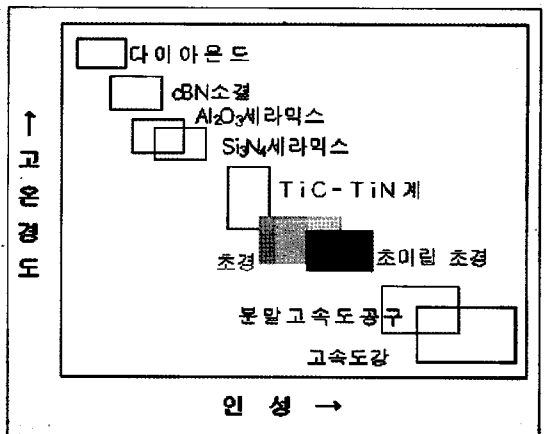 다이아몬드
cBN소결
Al₂O₃세라믹스
Si₃N₄세라믹스
TiC-TiN계
초경
초미립 초경
분말고속도공구
고속도강
↑
고
온
경
도
인 성 →